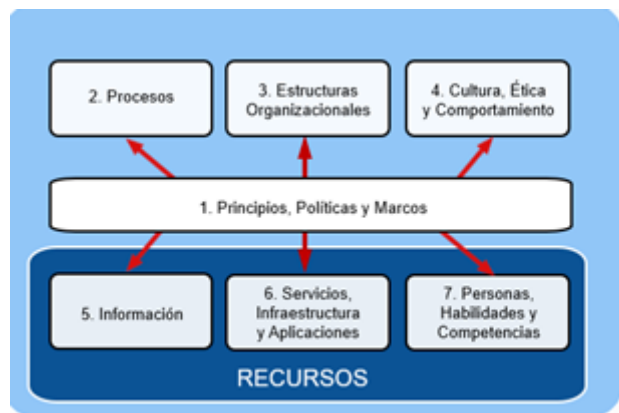 2. Procesos
3. Estructuras
Organizacionales
4. Cultura, Ética
y Comportamiento
1. Principios, Políticas y Marcos
5. Información
6. Servicios,
Infraestructura
y Aplicaciones
7. Personas,
Habilidades y
Competencias
RECURSOS